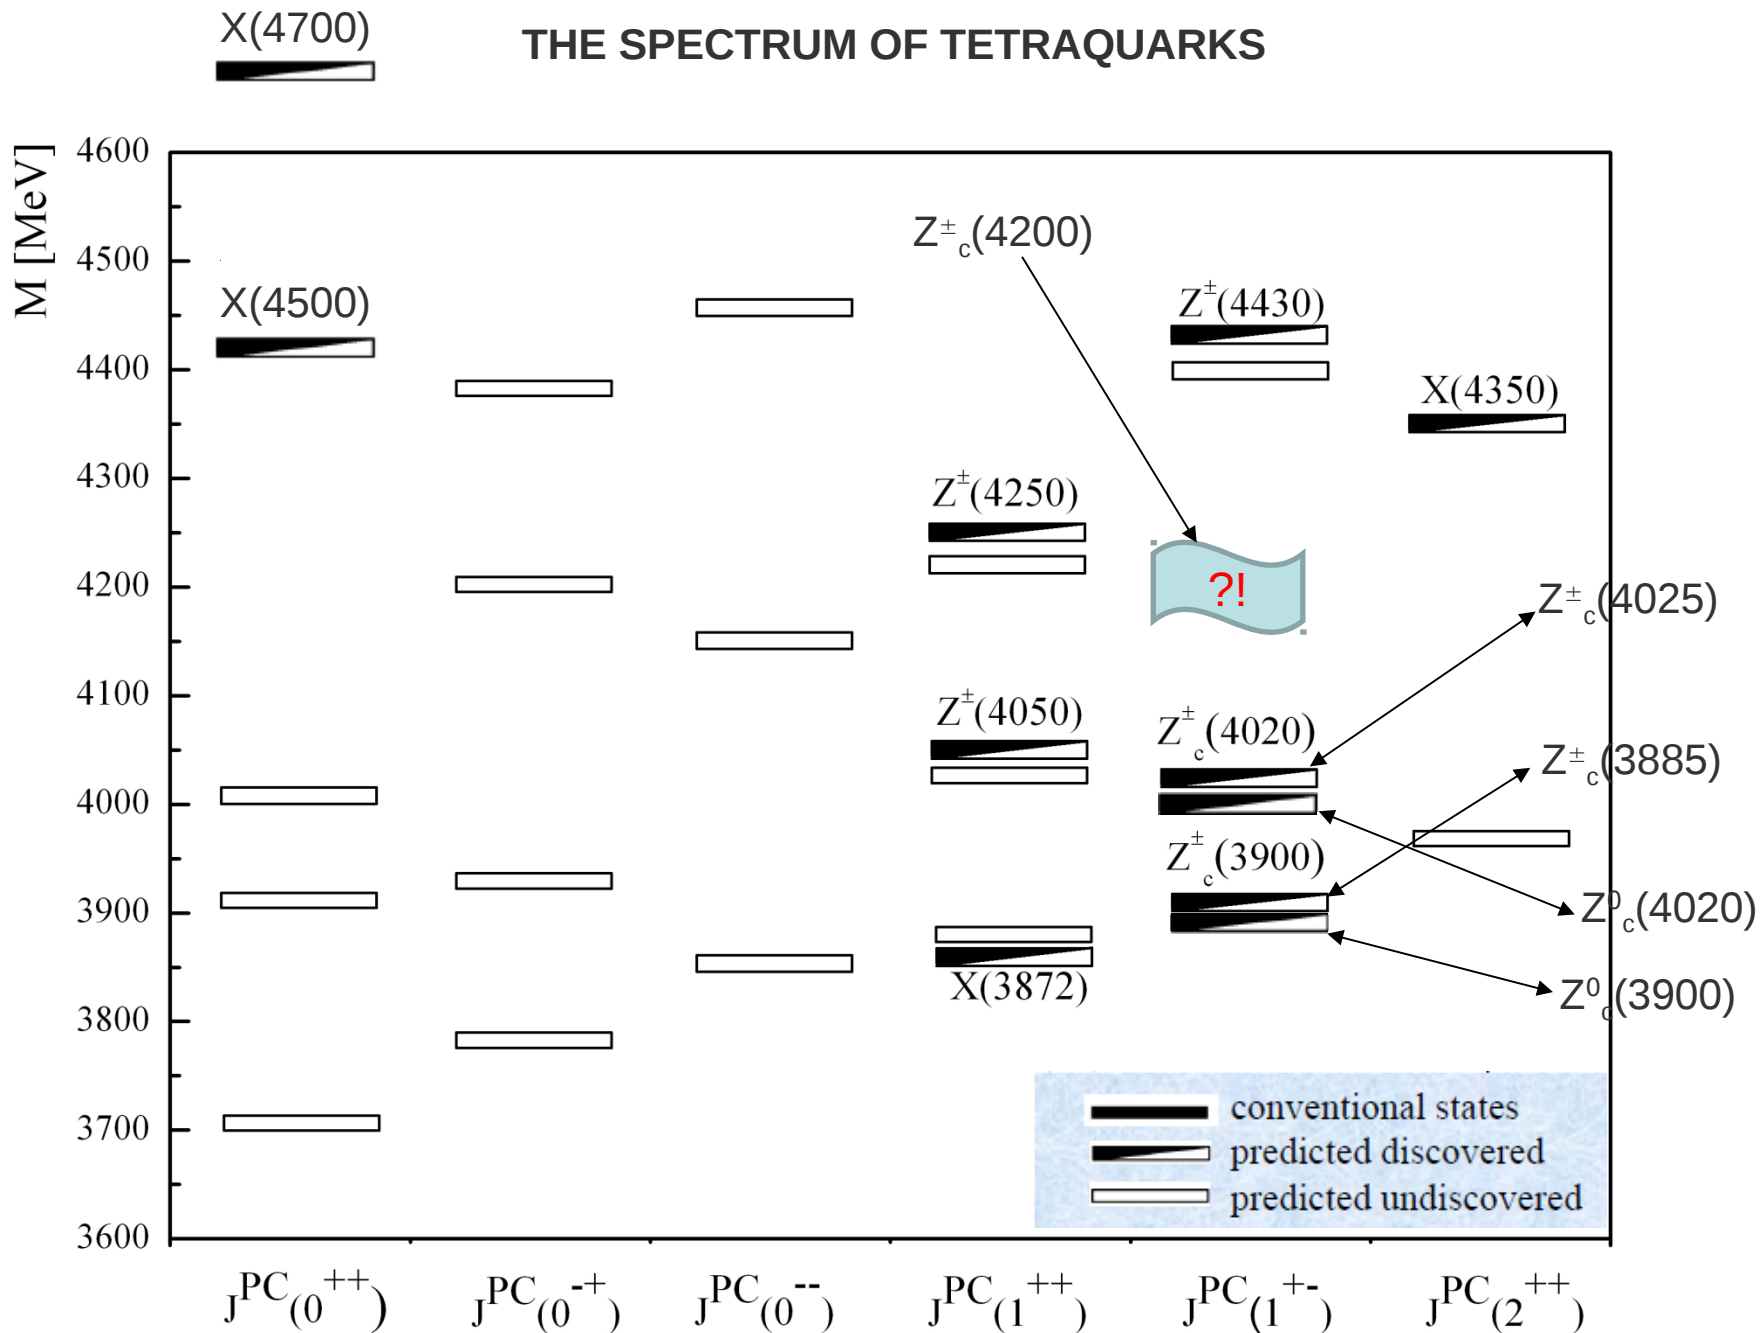 X(4700)
THE SPECTRUM OF TETRAQUARKS
M [MeV]
4600
4500
4400
4300
4200
4100
4000
3900
3800
3700
3600
X(4500)
Z±c(4200)
Z±(4430)
X(4350)
Z±(4250)
?!
Z±c(4025)
Z±(4050)
Z±c(4020)
Z±c(3885)
Z±c(3900)
Z0c(4020)
X(3872)
Z0c(3900)
conventional states
predicted discovered
predicted undiscovered
JPC(0++)
JPC(0-+)
JPC(0--)
JPC(1++)
JPC(1+-)
JPC(2++)